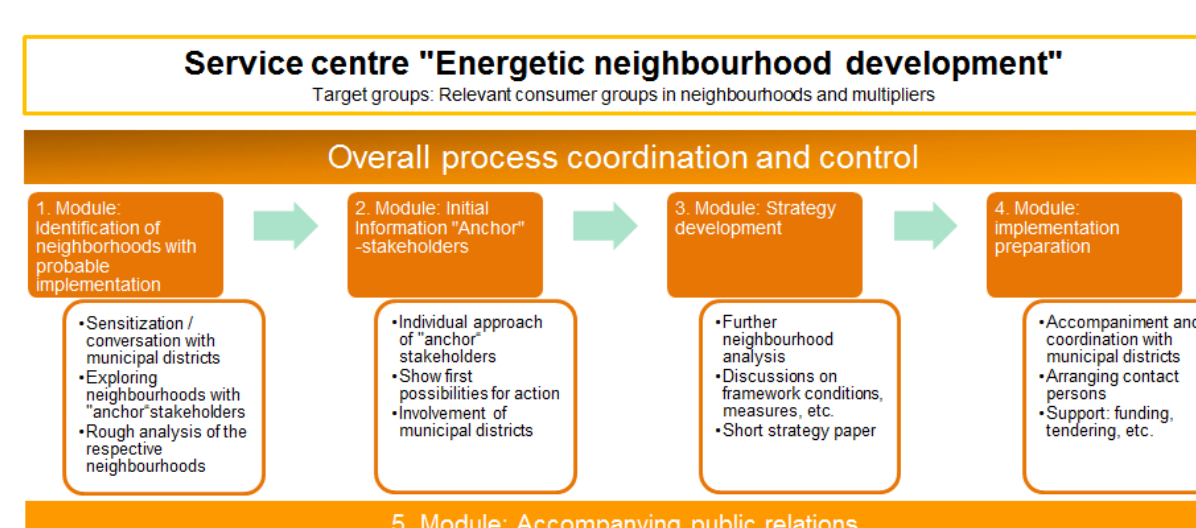 Service centre "Energetic neighbourhood development"
Target groups: Relevant consumer groups in neighbourhoods and multipliers
Overall process coordination and control
1. Module:
Identification of
neighborhoods with
probable
implementation
•Sensitization /
conversation with
municipal districts
•Exploring
neighbourhoods with
"anchor“stakeholders
•Rough analysis of the
respective
neighbourhoods
2. Module: Initial
Information "Anchor"
-stakeholders
•Individual approach
of "anchor“
stakeholders
•Show first
possibilities for action
•Involvement of
municipal districts
3. Module: Strategy
development
•Further
neighbourhood
analysis
•Discussions on
framework conditions,
measures, etc.
•Short strategy paper
4. Module:
implementation
preparation
•Accompaniment and
coordination with
municipal districts
•Arranging contact
persons
•Support: funding,
tendering, etc.
5. Module: Accompanying public relations